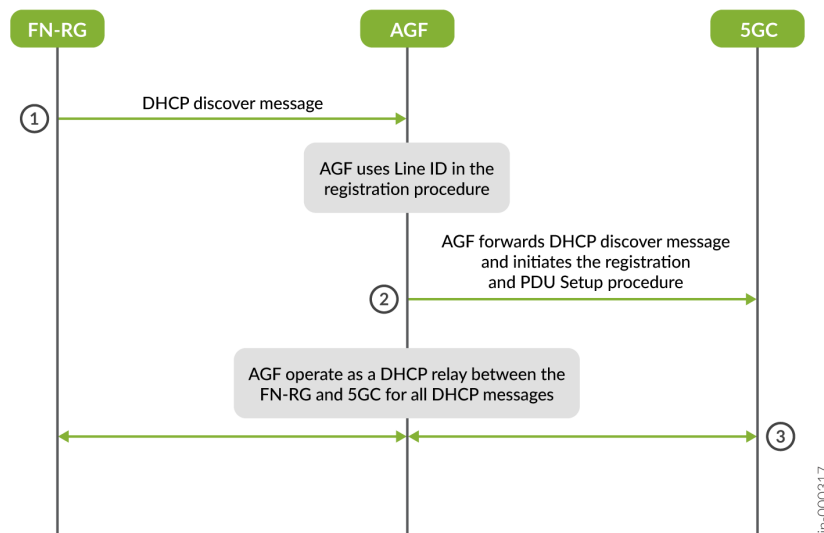 FN-RG
AGF
5GC
DHCP discover message
1
AGF uses Line ID in the
registration procedure
AGF forwards DHCP discover message
and initiates the registration
and PDU Setup procedure
2
AGF operate as a DHCP relay between the
FN-RG and 5GC for all DHCP messages
3
jn-000317